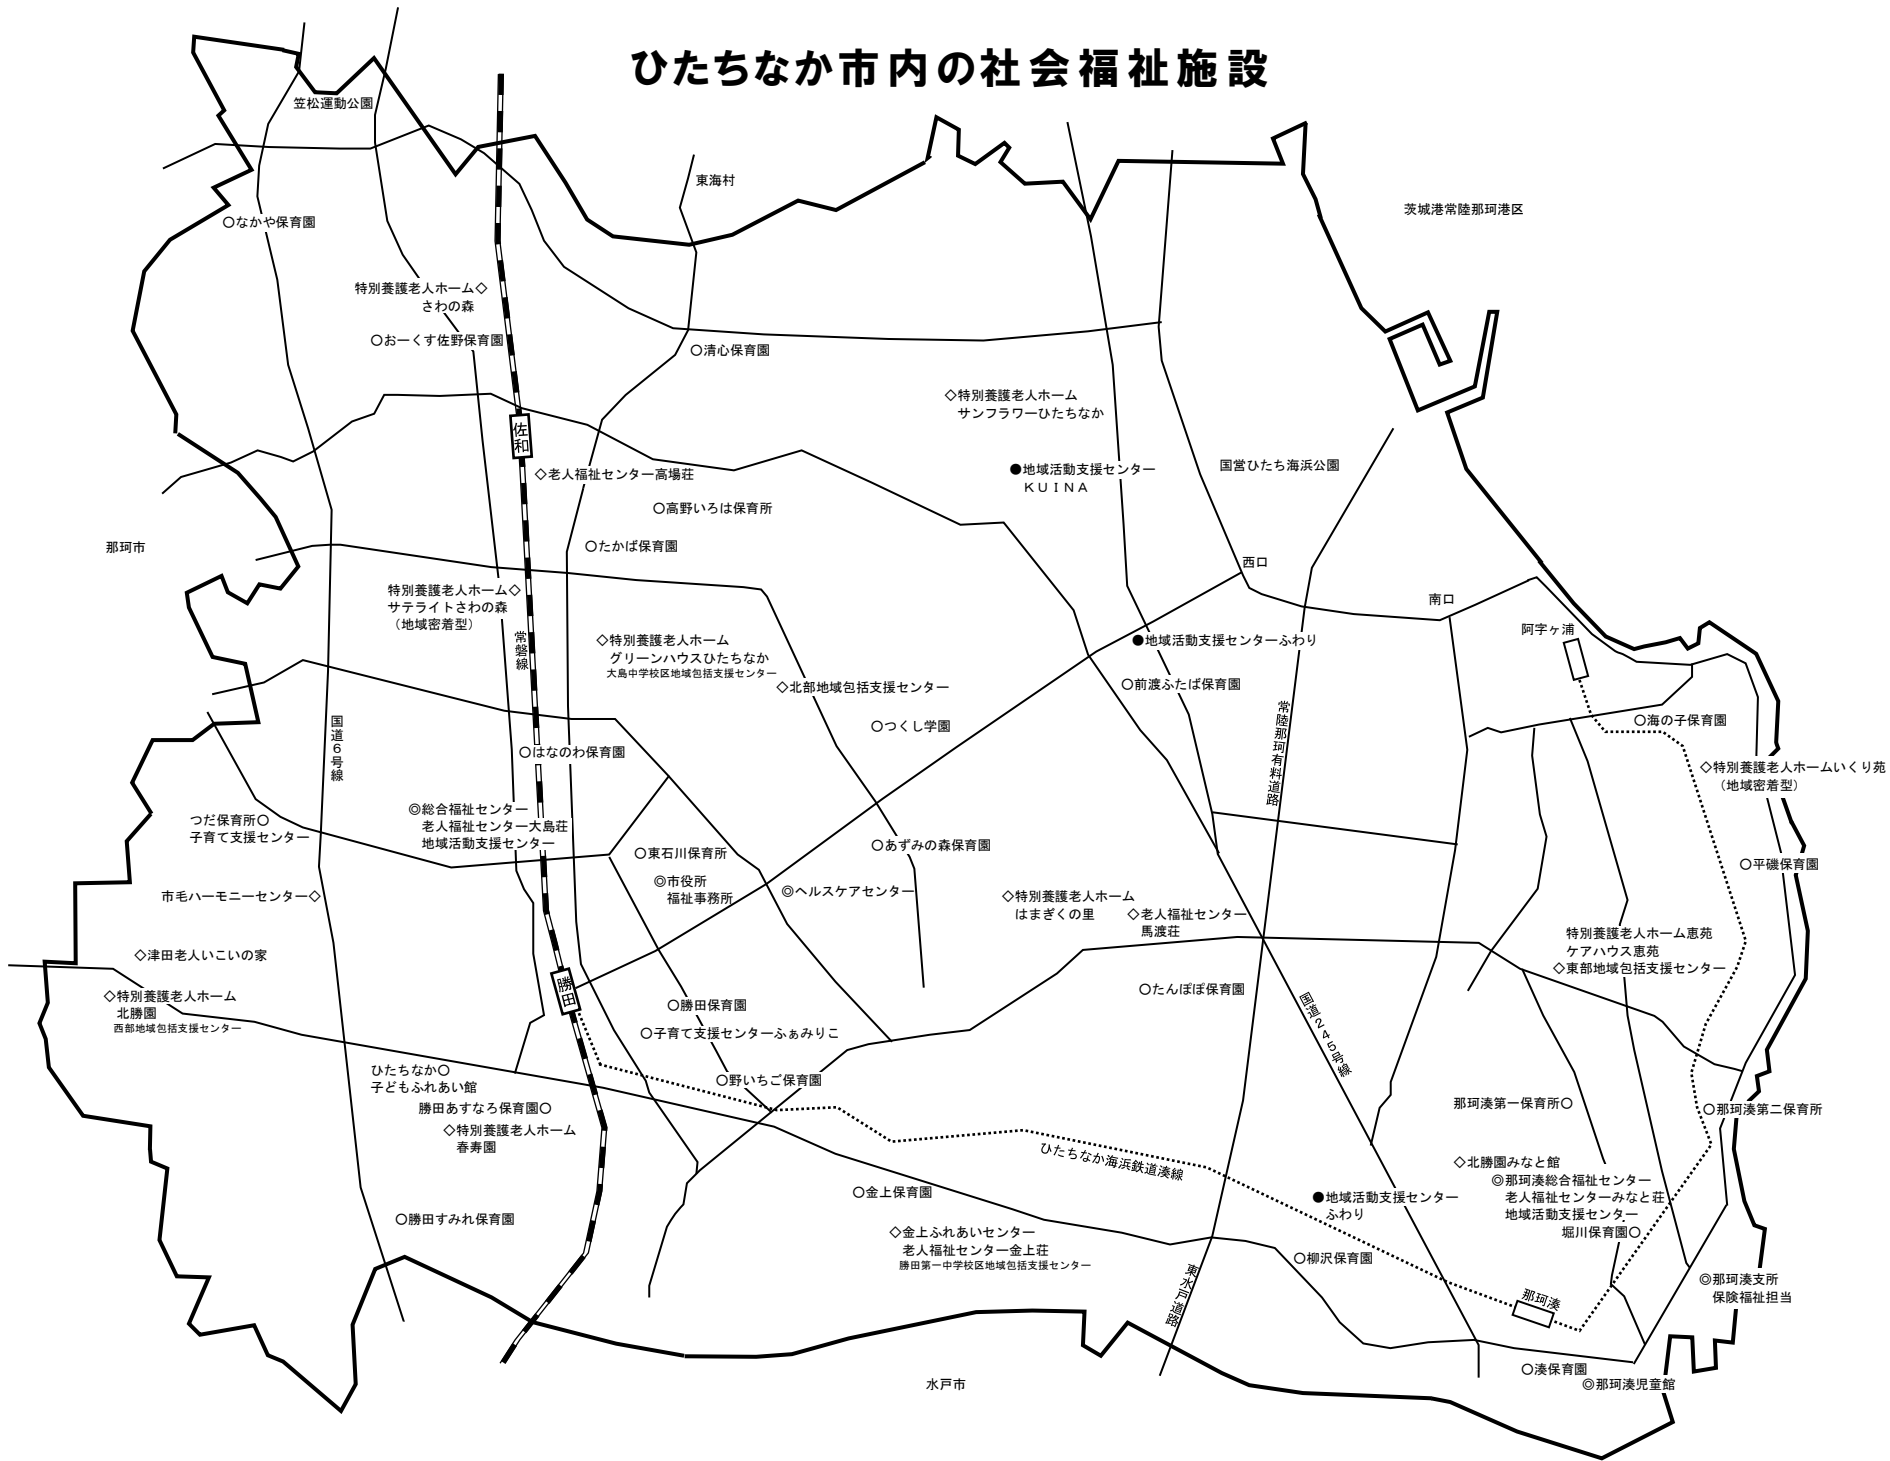 ひたちなか市内の社会福祉施設
笠松運動公園
東海村
茨城港常陸那珂港区
○なかや保育園
特別養護老人ホーム◇
さわの森
○おーくす佐野保育園
○清心保育園
◇特別養護老人ホーム
サンフラワーひたちなか
佐和
◇老人福祉センター高場荘
●地域活動支援センター
ＫＵＩＮＡ
国営ひたち海浜公園
○高野いろは保育所
那珂市
○たかば保育園
西口
特別養護老人ホーム◇
サテライトさわの森
（地域密着型）
南口
阿字ヶ浦
常磐線
◇特別養護老人ホーム
グリーンハウスひたちなか
大島中学校区地域包括支援センター
●地域活動支援センターふわり
◇北部地域包括支援センター
○前渡ふたば保育園
国道６号線
○つくし学園
常陸那珂有料道路
○海の子保育園
○はなのわ保育園
◇特別養護老人ホームいくり苑
（地域密着型）
つだ保育所○
子育て支援センター
◎総合福祉センター
老人福祉センター大島荘
地域活動支援センター
○東石川保育所
○あずみの森保育園
○平磯保育園
◎市役所
福祉事務所
◎ヘルスケアセンター
市毛ハーモニーセンター◇
◇特別養護老人ホーム
はまぎくの里
◇老人福祉センター
馬渡荘
特別養護老人ホーム恵苑
ケアハウス恵苑
◇東部地域包括支援センター
◇津田老人いこいの家
勝田
◇特別養護老人ホーム
北勝園
西部地域包括支援センター
○勝田保育園
○たんぽぽ保育園
国道２４５号線
○子育て支援センターふぁみりこ
ひたちなか○
子どもふれあい館
○野いちご保育園
勝田あすなろ保育園○
那珂湊第一保育所○
○那珂湊第二保育所
◇特別養護老人ホーム
春寿園
ひたちなか海浜鉄道湊線
◇北勝園みなと館
◎那珂湊総合福祉センター
老人福祉センターみなと荘
地域活動支援センター
堀川保育園○
○金上保育園
●地域活動支援センター
ふわり
○勝田すみれ保育園
◇金上ふれあいセンター
老人福祉センター金上荘
勝田第一中学校区地域包括支援センター
○柳沢保育園
東水戸道路
◎那珂湊支所
保険福祉担当
那珂湊
○湊保育園
◎那珂湊児童館
水戸市